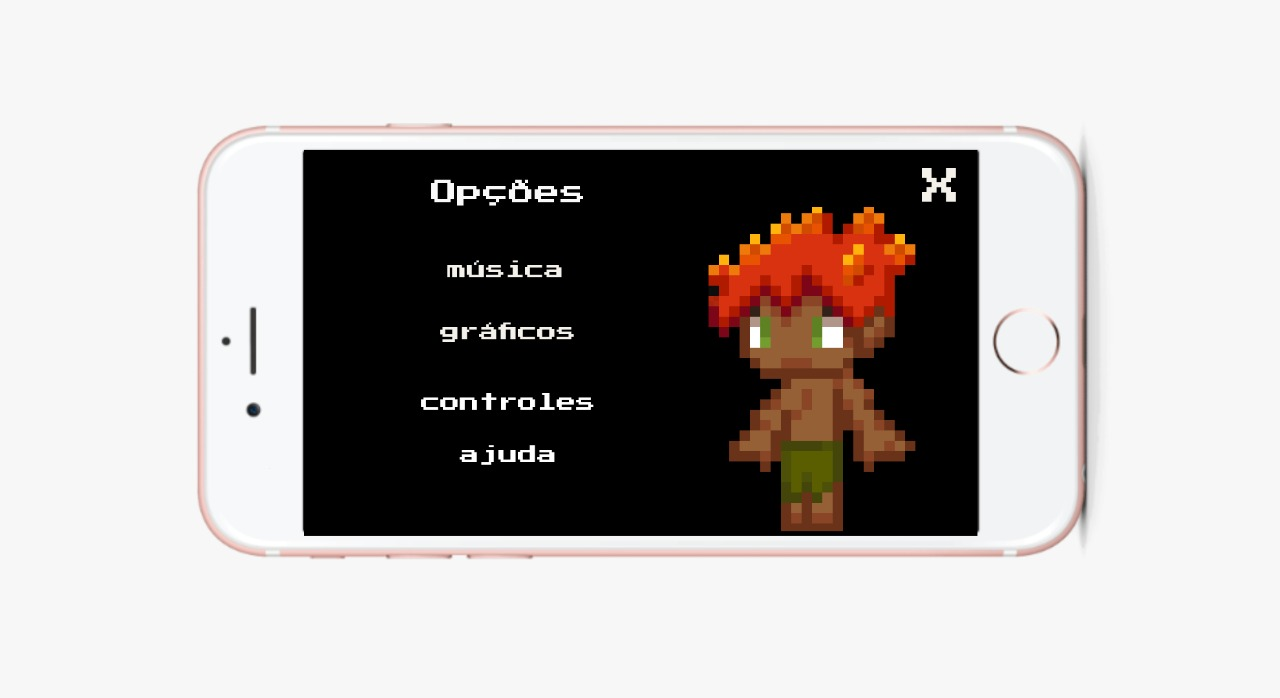 Opções
música
gráficos
controles
ajuda